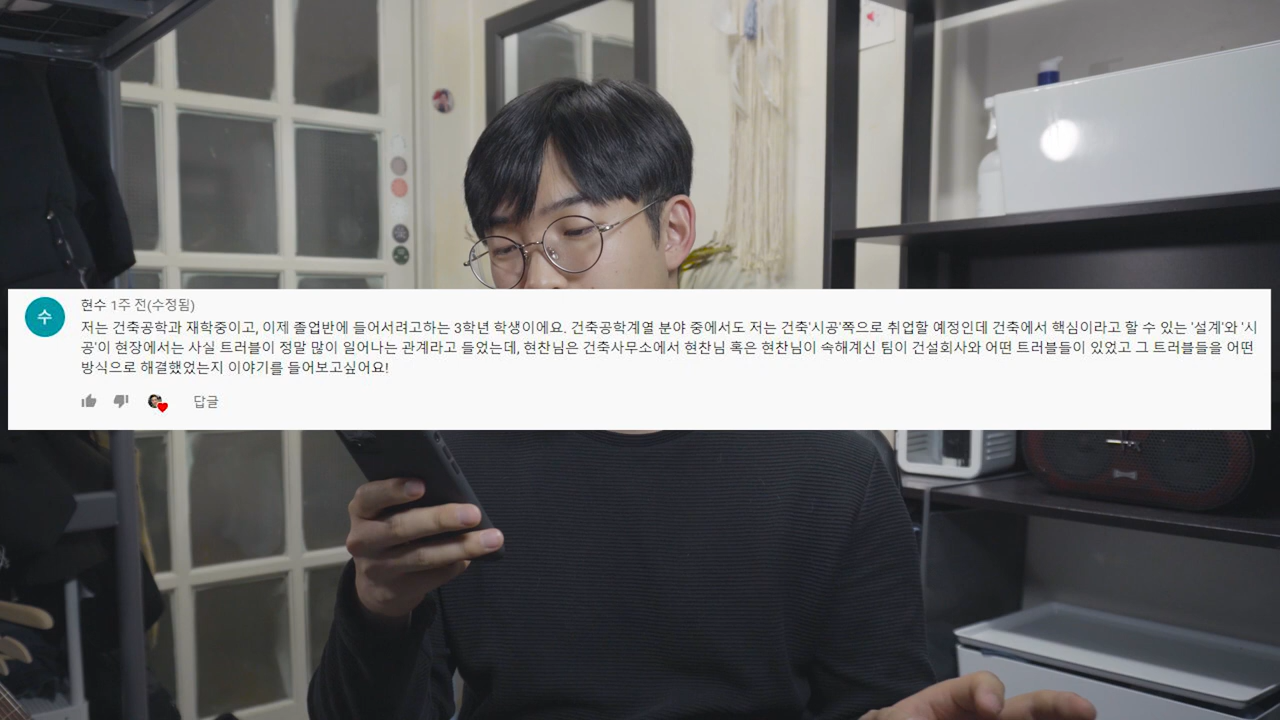 수
현수 1주 전(수정됨)
저는 건축공학과 재학중이고, 이제 졸업반에 들어서려고하는 3학년 학생이에요. 건축공학계열 분야 중에서도 저는 건축'시공'쪽으로 취업할 예정인데 건축에서 핵심이라고 할 수 있는 '설계'와 '시
공'이 현장에서는 사실 트러블이 정말 많이 일어나는 관계라고 들었는데, 현찬님은 건축사무소에서 현찬님 혹은 현찬님이 속해계신 팀이 건설회사와 어떤 트러블들이 있었고 그 트러블들을 어떤
방식으로 해결했었는지 이야기를 들어보고싶어요!
답글